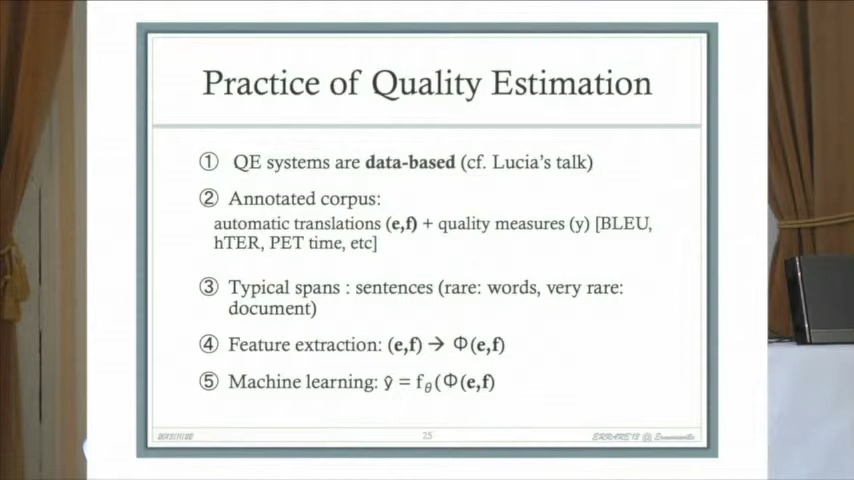 Practice of Quality Estimation
① QE systems are data-based (cf. Lucia's talk)
② Annotated corpus:
automatic translations (e,f) + quality measures (y) [BLEU,
hTER, PET time, etc]
③ Typical spans : sentences (rare: words, very rare:
document)
④ Feature extraction: (e,f) → Φ(e,f)
⑤ Machine learning: ŷ = fθ(Φ(e,f)
25